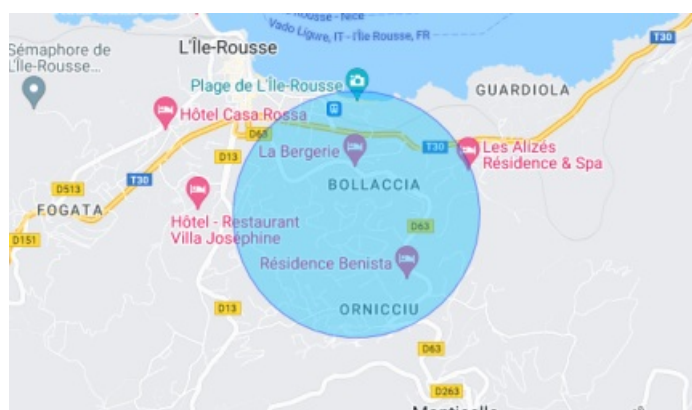 Rousse - Nice
Vado Ligure, IT - l'Île Rousse, FR
L'Île-Rousse
Sémaphore de
L'Île-Rousse...
T30
Plage de L'Île-Rousse
GUARDIOLA
Hôtel Casa Rossa
D63
La Bergerie
T30
Les Alizés
Résidence & Spa
D13
T30
D513
BOLLACCIA
FOGATA
Hôtel - Restaurant
Villa Joséphine
D63
D151
Résidence Benista
D13
ORNICCIU
D63
D263
Monticello